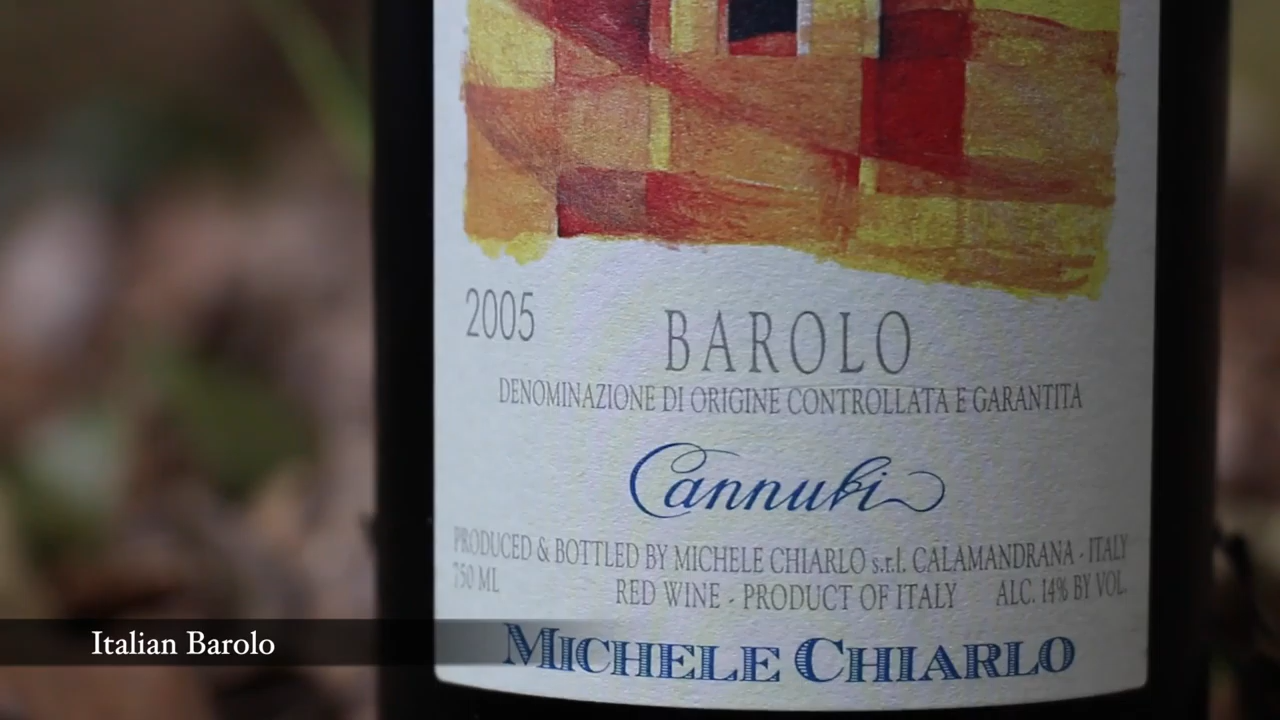 2005
BAROLO
DENOMINAZIONE DI ORIGINE CONTROLLATA E GARANTITA
Cannubi
PRODUCED & BOTTLED BY MICHELE CHIARLO s.r.l. CALAMANDRANA - ITALY
750 ML RED WINE - PRODUCT OF ITALY ALC. 14% BY VOL.
Italian Barolo
MICHELE CHIARLO